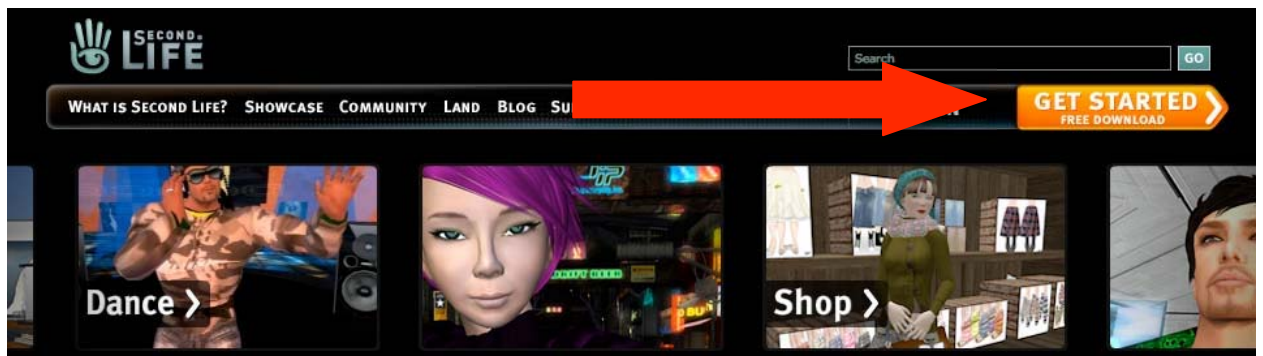 SECOND LIFE
Search GO
WHAT IS SECOND LIFE? SHOWCASE COMMUNITY LAND BLOG
GET STARTED
FREE DOWNLOAD
Dance
Shop